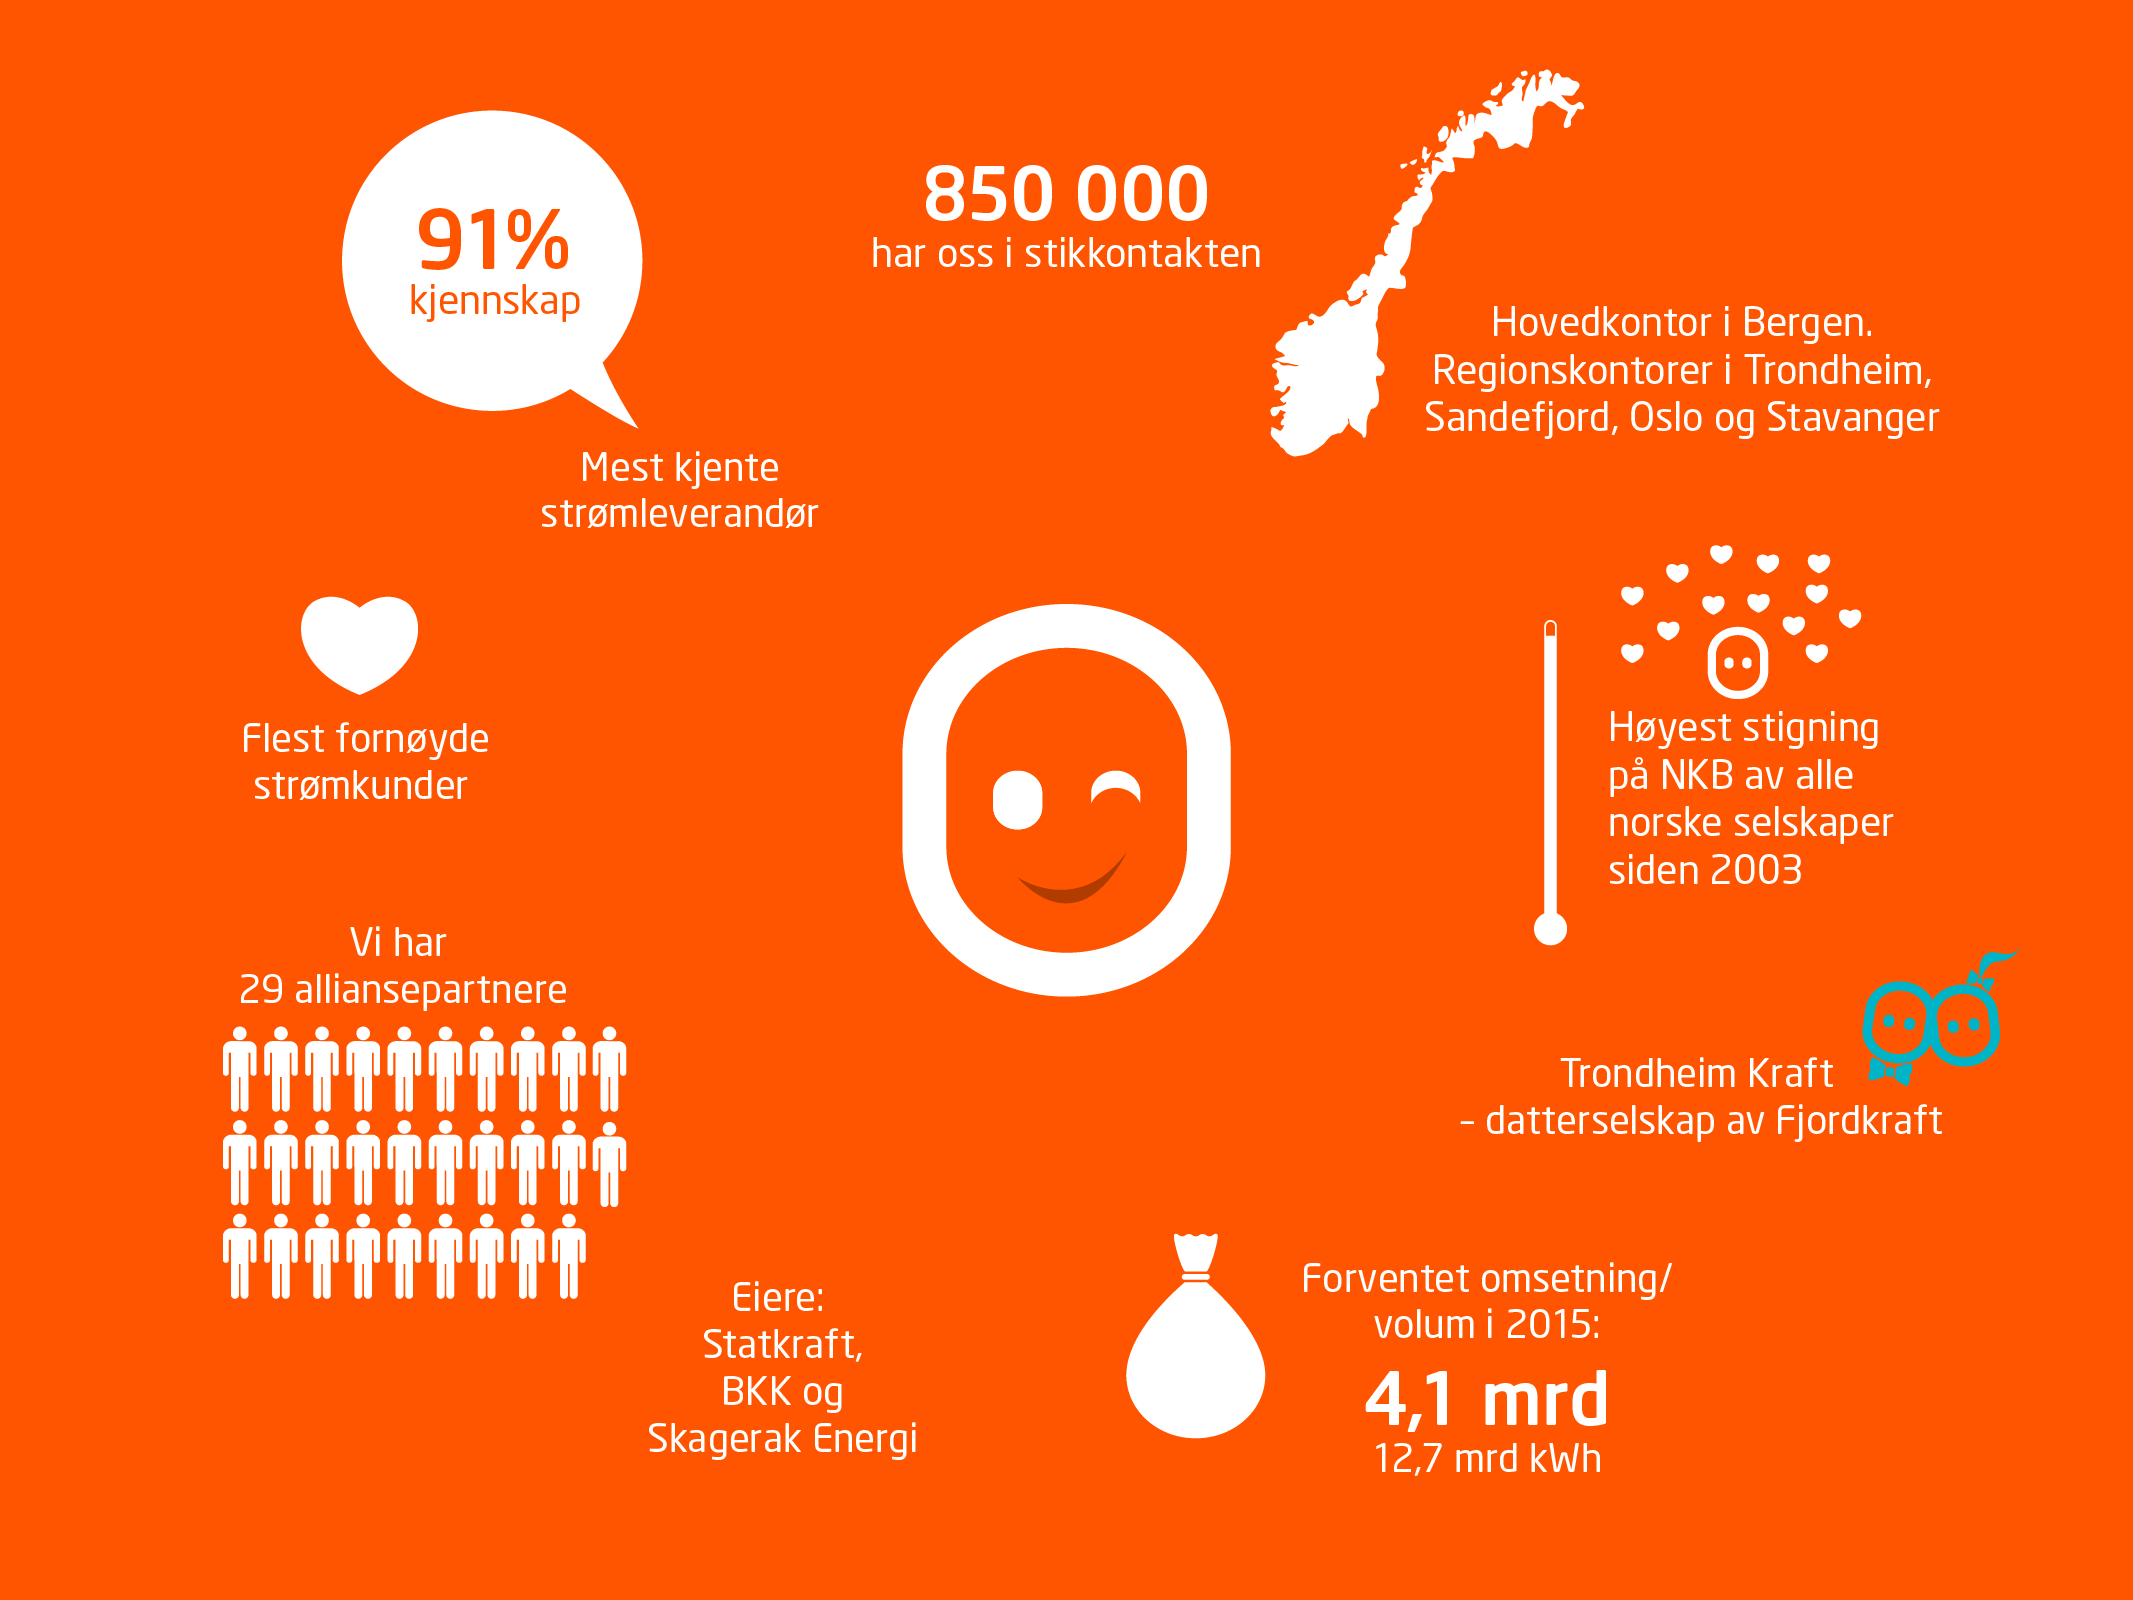 91%
kjennskap
Mest kjente
strømleverandør
850 000
har oss i stikkontakten
Hovedkontor i Bergen.
Regionskontorer i Trondheim,
Sandefjord, Oslo og Stavanger
Flest fornøyde
strømkunder
Høyest stigning
på NKB av alle
norske selskaper
siden 2003
Vi har
29 alliansepartnere
Trondheim Kraft
– datterselskap av Fjordkraft
Eiere:
Statkraft,
BKK og
Skagerak Energi
Forventet omsetning/
volum i 2015:
4,1 mrd
12,7 mrd kWh